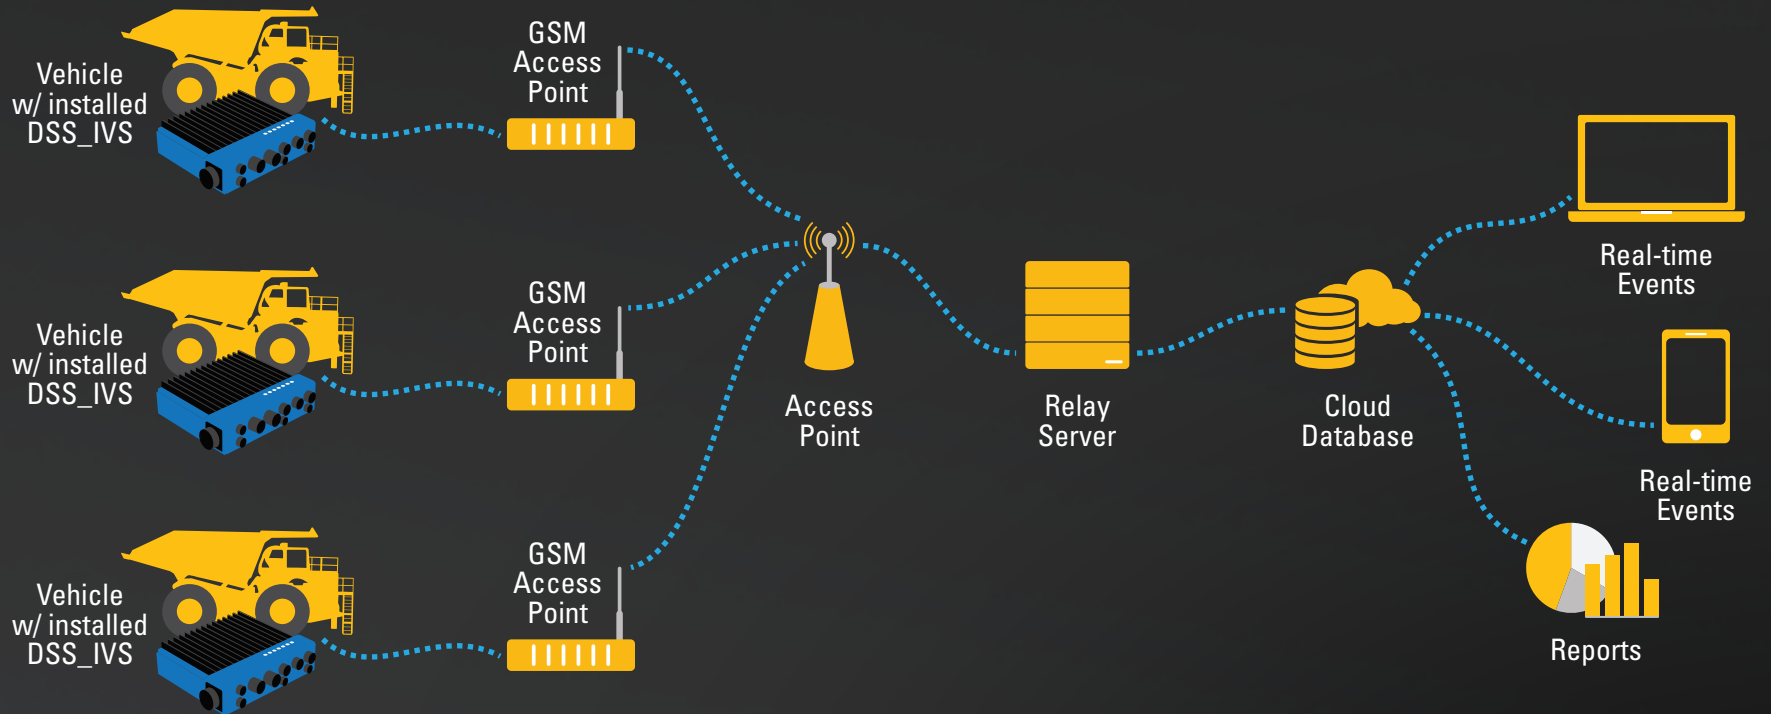 Vehicle
w/ installed
DSS_IVS
GSM
Access
Point
Vehicle
w/ installed
DSS_IVS
GSM
Access
Point
Vehicle
w/ installed
DSS_IVS
GSM
Access
Point
Access
Point
Relay
Server
Cloud
Database
Real-time
Events
Real-time
Events
Reports